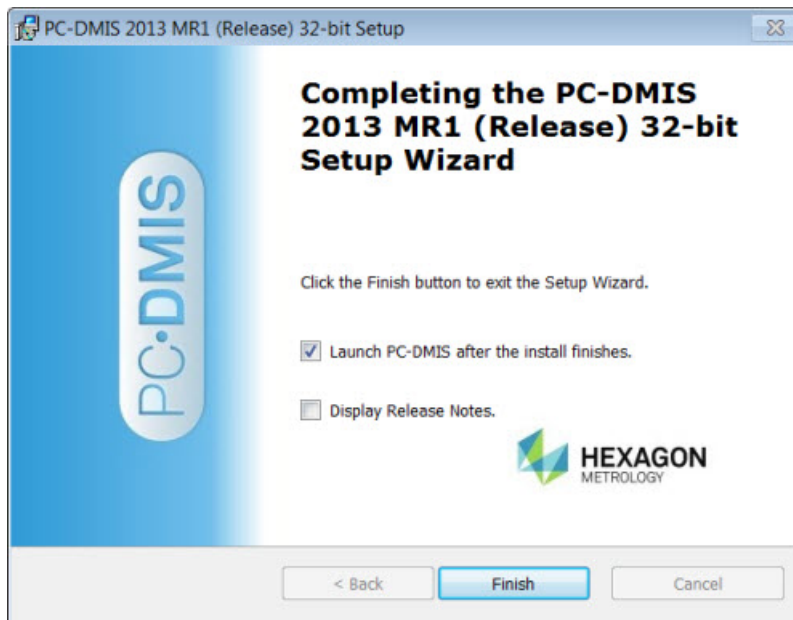 PC-DMIS 2013 MR1 (Release) 32-bit Setup
PC·DMIS
Completing the PC-DMIS
2013 MR1 (Release) 32-bit
Setup Wizard
Click the Finish button to exit the Setup Wizard.
Launch PC-DMIS after the install finishes.
Display Release Notes.
HEXAGON
METROLOGY
< Back
Finish
Cancel